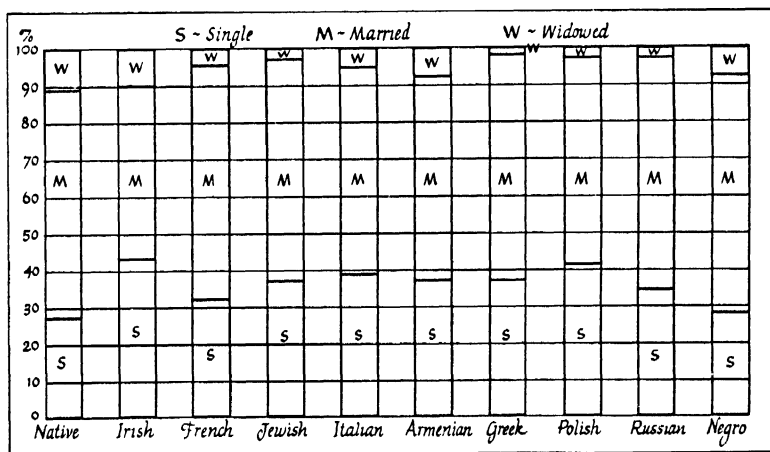 % S ~ Single M ~ Married W ~ Widowed
100 W W W W W W W W W W
90
80
70
M M M M M M M M M M
60
50
40
30
S S S S S
20
S S S S
10
0
Native Irish French Jewish Italian Armenian Greek Polish Russian Negro